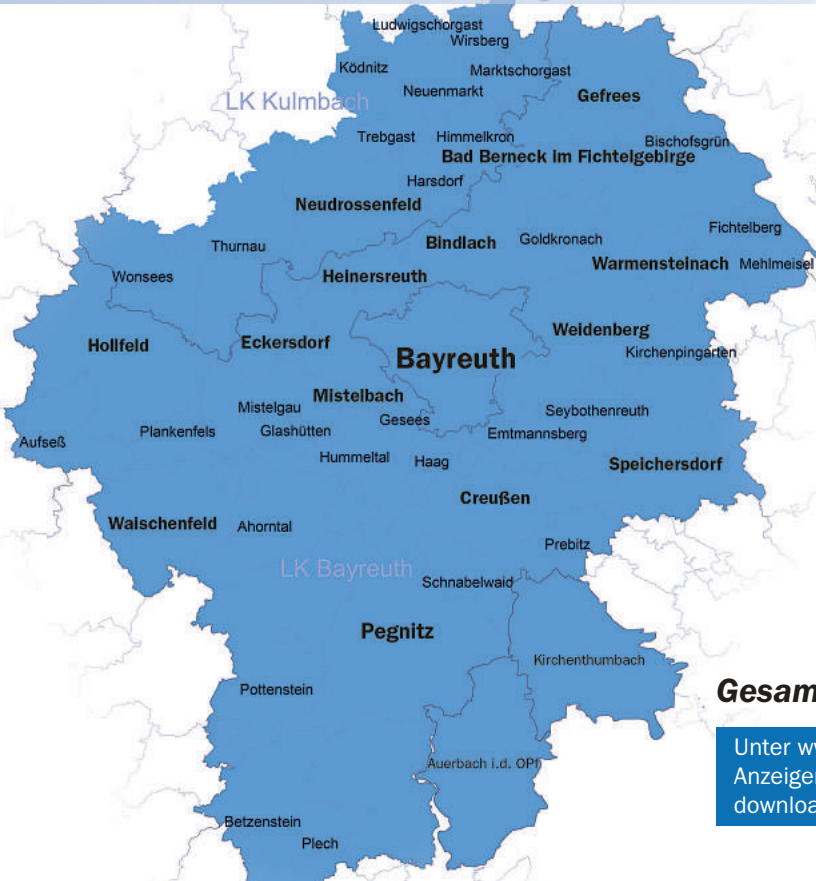 Ludwigschorgast
Wirsberg
Ködnitz
Marktschorgast
Neuenmarkt
Gefrees
LK Kulmbach
Trebgast
Himmelkron
Bischofsgrün
Bad Berneck im Fichtelgebirge
Harsdorf
Neudrossenfeld
Fichtelberg
Thurnau
Bindlach
Goldkronach
Warmensteinach
Mehlmeisel
Wonsees
Heinersreuth
Hollfeld
Eckersdorf
Weidenberg
Bayreuth
Kirchenpingarten
Mistelbach
Mistelgau
Gesees
Seybothenreuth
Aufseß
Plankenfels
Glashütten
Emtmannsberg
Hummeltal
Haag
Speichersdorf
Creußen
Waischenfeld
Ahorntal
Prebitz
LK Bayreuth
Schnabelwaid
Pegnitz
Kirchenthumbach
Pottenstein
Gesam
Unter w
Anzeige
downloa
Auerbach i.d. OPf
Betzenstein
Plech